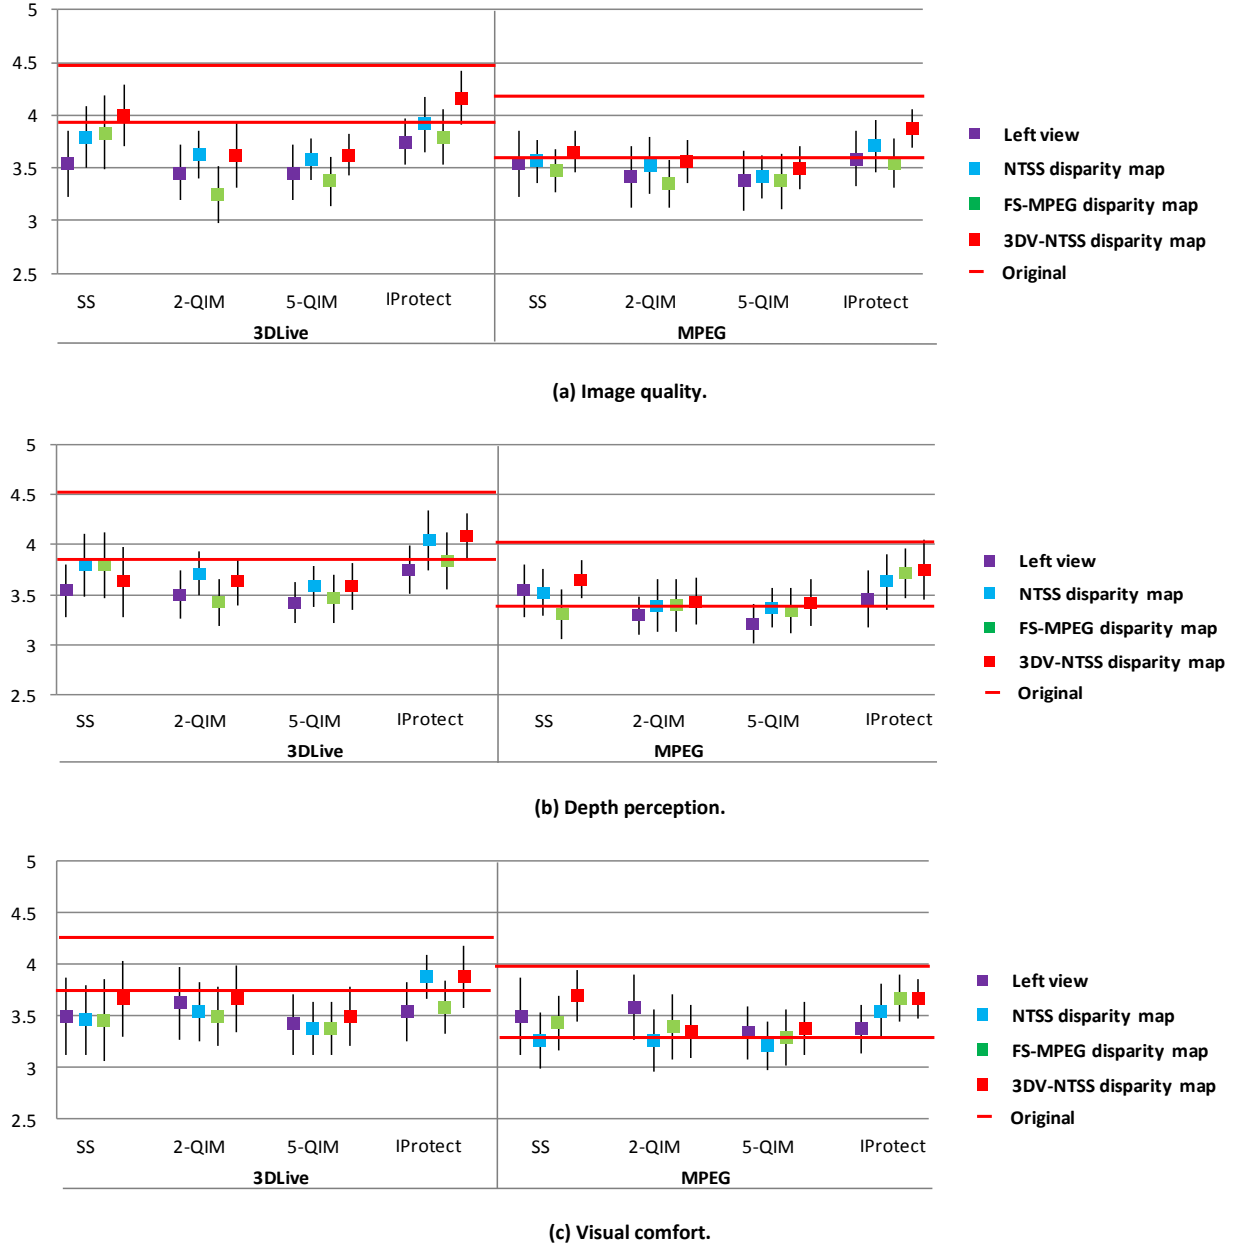 5
4.5
4
3.5
3
2.5
SS 2-QIM 5-QIM IProtect SS 2-QIM 5-QIM IProtect
3DLive MPEG
Left view
NTSS disparity map
FS-MPEG disparity map
3DV-NTSS disparity map
Original
(a) Image quality.
5
4.5
4
3.5
3
2.5
SS 2-QIM 5-QIM IProtect SS 2-QIM 5-QIM IProtect
3DLive MPEG
Left view
NTSS disparity map
FS-MPEG disparity map
3DV-NTSS disparity map
Original
(b) Depth perception.
5
4.5
4
3.5
3
2.5
SS 2-QIM 5-QIM IProtect SS 2-QIM 5-QIM IProtect
3DLive MPEG
Left view
NTSS disparity map
FS-MPEG disparity map
3DV-NTSS disparity map
Original
(c) Visual comfort.